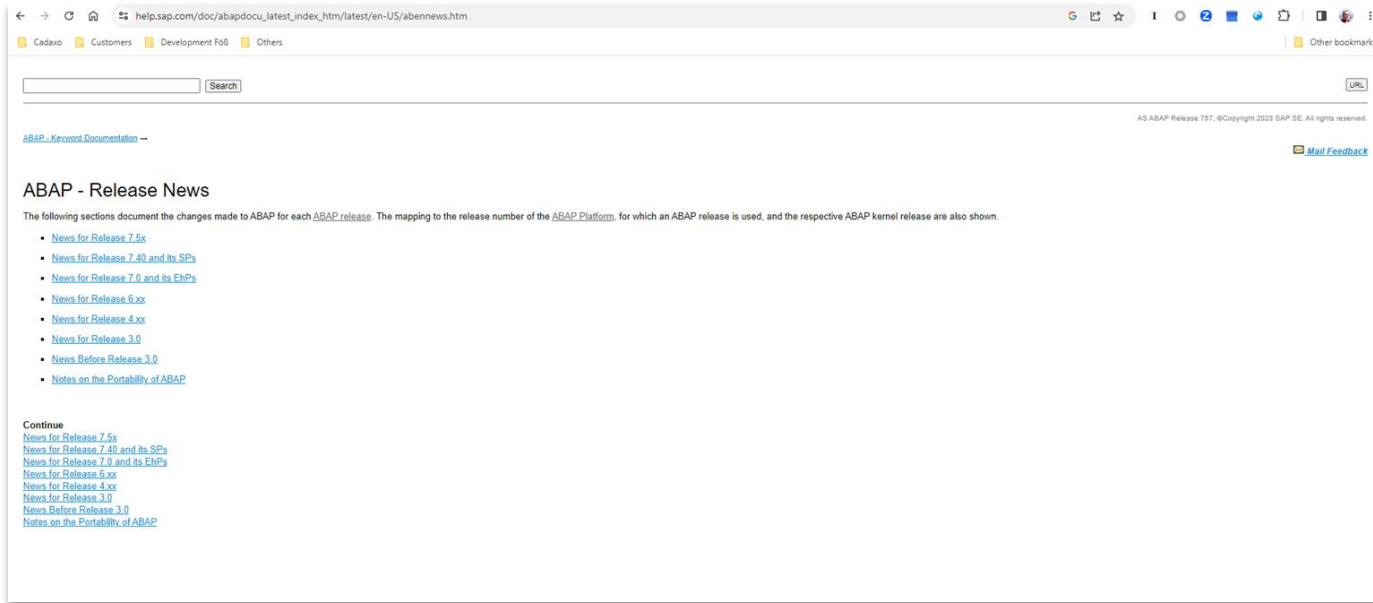 help.sap.com/doc/abapdocu_latest_index_htm/latest/en-US/abennews.htm
Cadaxo Customers Development Föß Others Other bookmark
Search URL
AS ABAP Release 757, ©Copyright 2023 SAP SE. All rights reserved.
ABAP - Keyword Documentation →
Mail Feedback
ABAP - Release News
The following sections document the changes made to ABAP for each ABAP release. The mapping to the release number of the ABAP Platform, for which an ABAP release is used, and the respective ABAP kernel release are also shown.
▪ News for Release 7.5x
▪ News for Release 7.40 and its SPs
▪ News for Release 7.0 and its EhPs
▪ News for Release 6.xx
▪ News for Release 4.xx
▪ News for Release 3.0
▪ News Before Release 3.0
▪ Notes on the Portability of ABAP
Continue
News for Release 7.5x
News for Release 7.40 and its SPs
News for Release 7.0 and its EhPs
News for Release 6.xx
News for Release 4.xx
News for Release 3.0
News Before Release 3.0
Notes on the Portability of ABAP